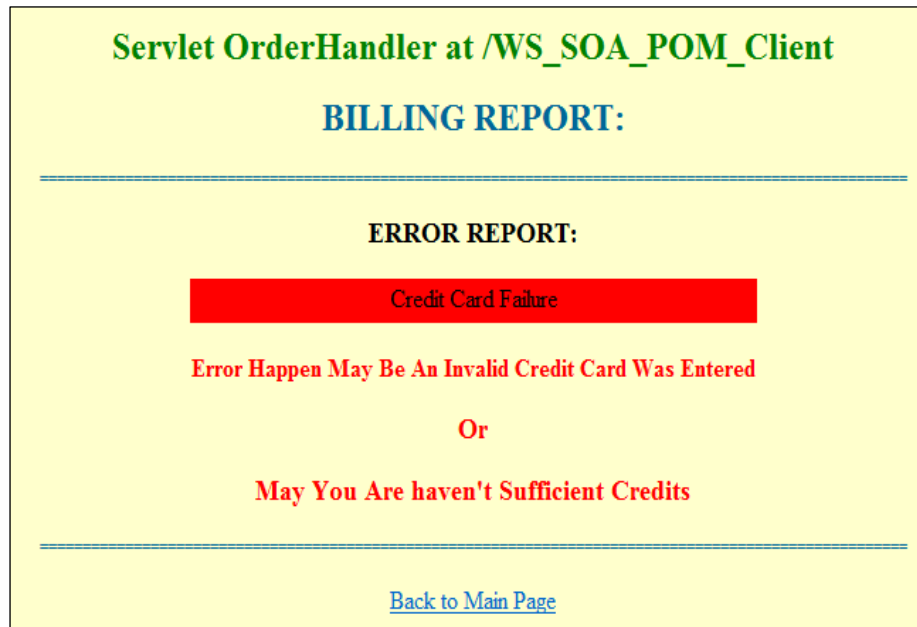 Servlet OrderHandler at /WS_SOA_POM_Client
BILLING REPORT:
ERROR REPORT:
Credit Card Failure
Error Happen May Be An Invalid Credit Card Was Entered
Or
May You Are haven't Sufficient Credits
Back to Main Page